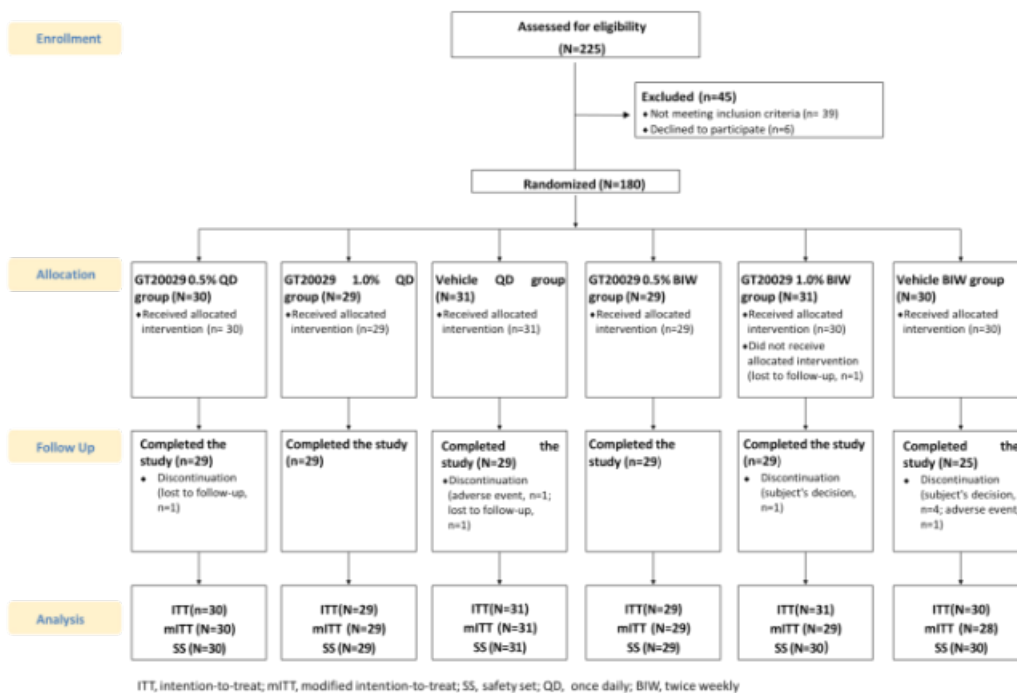 Enrollment
Assessed for eligibility
(N=225)
Excluded (n=45)
◆Not meeting inclusion criteria (n= 39)
◆Declined to participate (n=6)
Randomized (N=180)
Allocation
GT20029 0.5% QD
group (N=30)
◆Received allocated
intervention (n= 30)
GT20029 1.0% QD
group (N=29)
◆Received allocated
intervention (n=29)
Vehicle QD group
(N=31)
◆Received allocated
intervention (n=31)
GT20029 0.5% BIW
group (N=29)
◆Received allocated
intervention (n=29)
GT20029 1.0% BIW
group (N=31)
◆Received allocated
intervention (n=30)
◆Did not receive
allocated intervention
(lost to follow-up, n=1)
Vehicle BIW group
(N=30)
◆Received allocated
intervention (n=30)
Follow Up
Completed the
study (n=29)
◆ Discontinuation
(lost to follow-up,
n=1)
Completed the study
(n=29)
Completed the
study (N=29)
◆Discontinuation
(adverse event, n=1;
lost to follow-up,
n=1)
Completed the
study (n=29)
Completed the study
(n=29)
◆ Discontinuation
(subject's decision,
n=1)
Completed the
study (N=25)
◆ Discontinuation
(subject's decision,
n=4; adverse event,
n=1)
Analysis
ITT(n=30)
mITT (N=30)
SS (N=30)
ITT(N=29)
mITT (N=29)
SS (N=29)
ITT(N=31)
mITT (N=31)
SS (N=31)
ITT(N=29)
mITT (N=29)
SS (N=29)
ITT(N=31)
mITT (N=29)
SS (N=30)
ITT(N=30)
mITT (N=28)
SS (N=30)
ITT, intention-to-treat; mITT, modified intention-to-treat; SS, safety set; QD, once daily; BIW, twice weekly